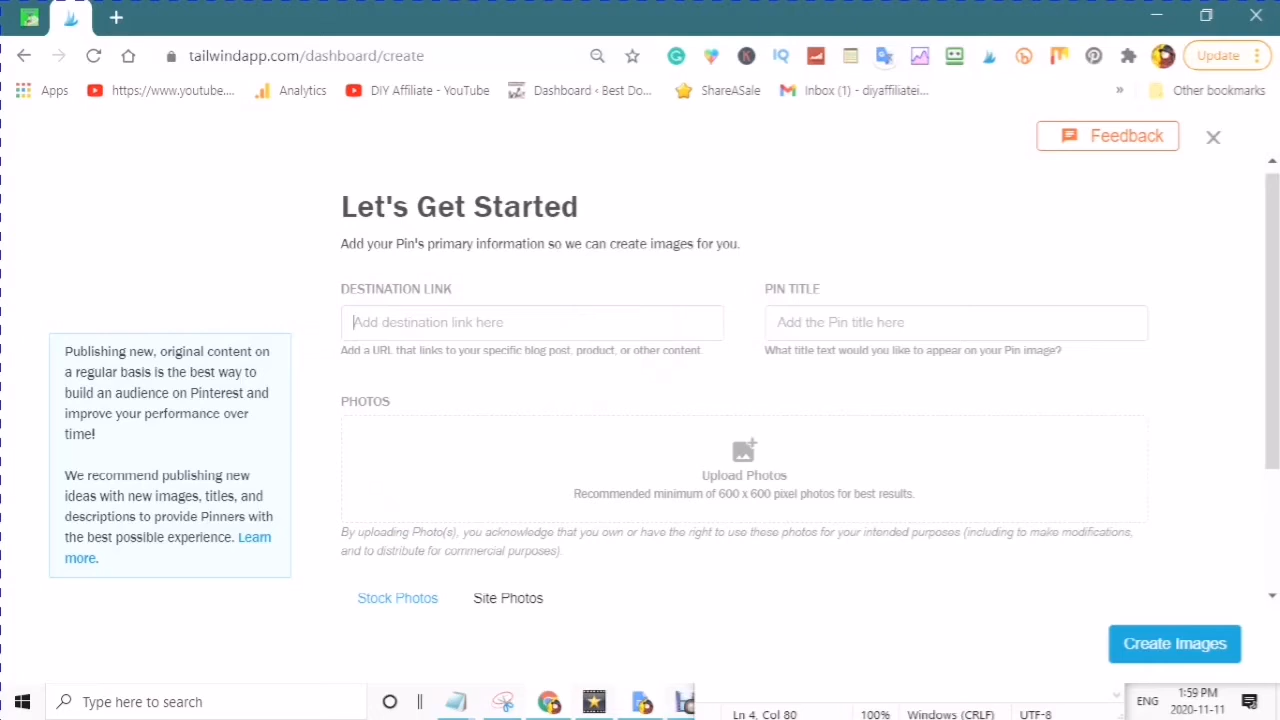 tailwindapp.com/dashboard/create
Update
Apps
https://www.youtube....
Analytics
DIY Affiliate - YouTube
Dashboard ‹ Best Do...
ShareASale
Inbox (1) - diyaffiliatei...
»
Other bookmarks
Feedback
Let's Get Started
Add your Pin's primary information so we can create images for you.
DESTINATION LINK
PIN TITLE
Add destination link here
Add the Pin title here
Add a URL that links to your specific blog post, product, or other content.
What title text would you like to appear on your Pin image?
Publishing new, original content on
a regular basis is the best way to
build an audience on Pinterest and
improve your performance over
time!
We recommend publishing new
ideas with new images, titles, and
descriptions to provide Pinners with
the best possible experience. Learn
more.
PHOTOS
Upload Photos
Recommended minimum of 600 x 600 pixel photos for best results.
By uploading Photo(s), you acknowledge that you own or have the right to use these photos for your intended purposes (including to make modifications,
and to distribute for commercial purposes).
Stock Photos
Site Photos
Create Images
Type here to search
Ln 4, Col 80
100%
Windows (CRLF)
UTF-8
ENG
1:59 PM
2020-11-11